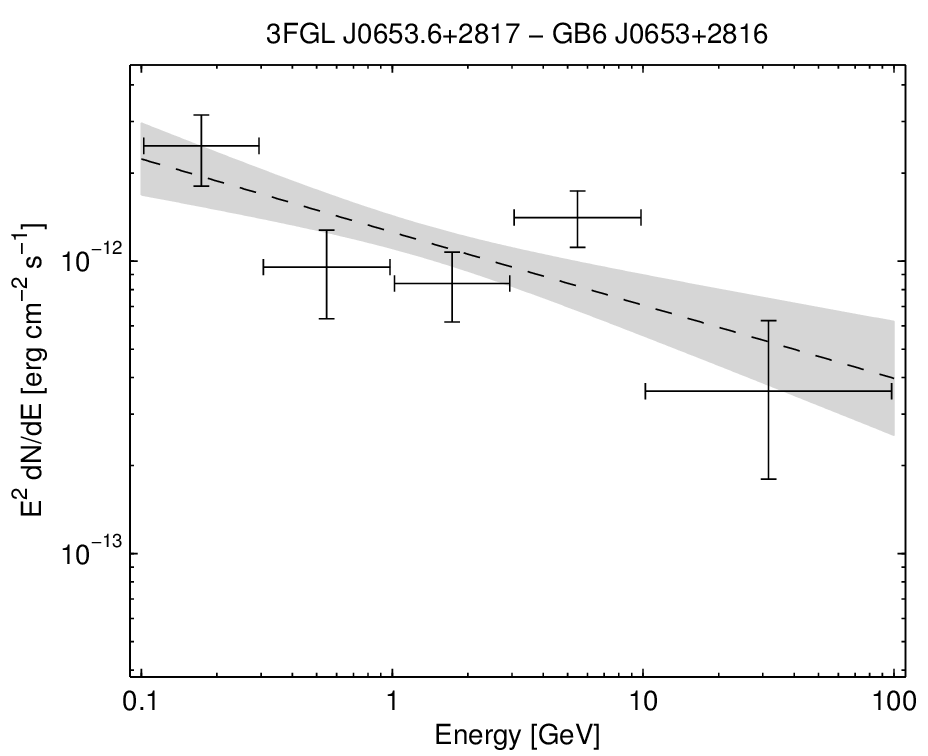 3FGL J0653.6+2817 − GB6 J0653+2816
E² dN/dE [erg cm⁻² s⁻¹]
10⁻¹²
10⁻¹³
0.1 1 10 100
Energy [GeV]